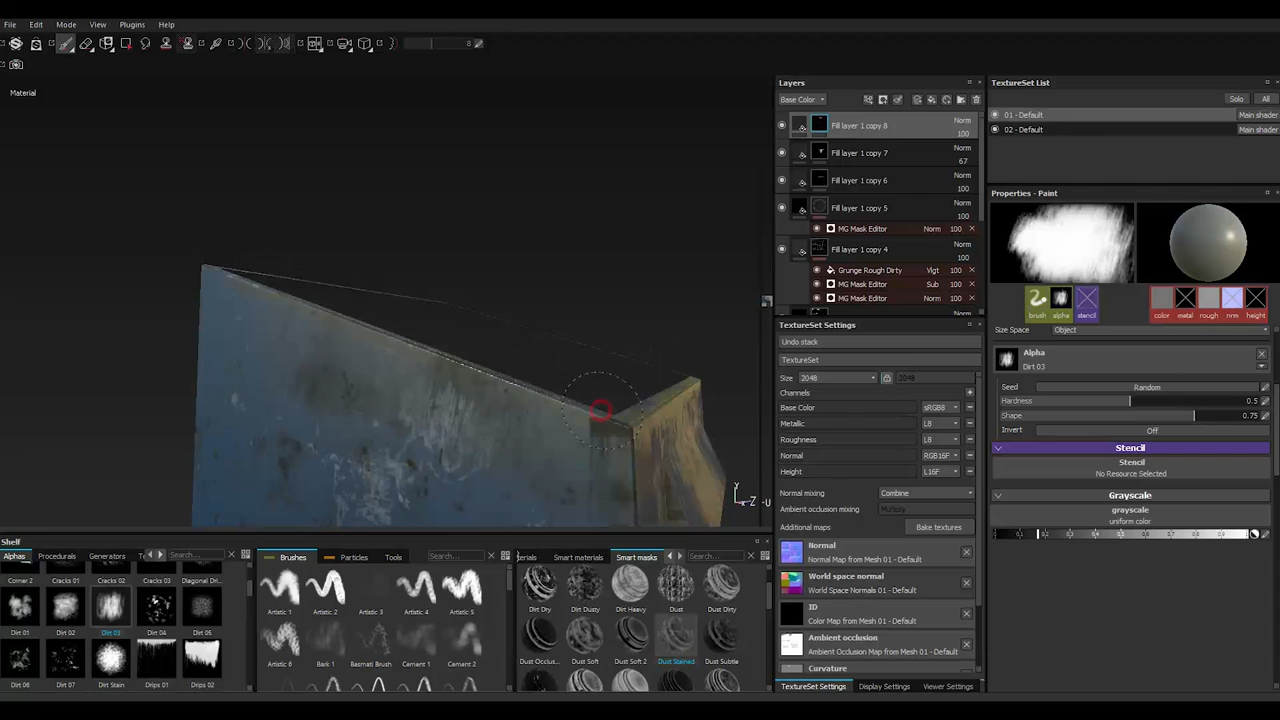 File Edit Mode View Plugins Help
8
Material
Layers
Base Color
Fill layer 1 copy 8 Norm
100
Fill layer 1 copy 7 Norm
67
Fill layer 1 copy 6 Norm
100
Fill layer 1 copy 5 Norm
100
MG Mask Editor Norm 100
Fill layer 1 copy 4 Norm
100
Grunge Rough Dirty Vlgt 100
MG Mask Editor Sub 100
MG Mask Editor Norm 100
TextureSet Settings
Undo stack
TextureSet
Size 2048 2048
Channels
Base Color sRGB8
Metallic L8
Roughness L8
Normal RGB16F
Height L16F
Normal mixing Combine
Ambient occlusion mixing Multiply
Additional maps Bake textures
Normal
Normal Map from Mesh 01 - Default
World space normal
World Space Normals 01 - Default
ID
Color Map from Mesh 01 - Default
Ambient occlusion
Ambient Occlusion Map from Mesh 01 - Default
Curvature
TextureSet Settings Display Settings Viewer Settings
TextureSet List
Solo All
01 - Default Main shader
02 - Default Main shader
Properties - Paint
brush alpha stencil color metal rough nrm height
Size Space Object
Alpha
Dirt 03
Seed Random
Hardness 0.5
Shape 0.75
Invert Off
Stencil
Stencil
No Resource Selected
Grayscale
grayscale
uniform color
Y
Z -U
Shelf
Alphas Procedurals Generators Search...
Corner 2 Cracks 01 Cracks 02 Cracks 03 Diagonal Dri...
Dirt 01 Dirt 02 Dirt 03 Dirt 04 Dirt 05
Dirt 06 Dirt 07 Dirt Stain Drips 01 Drips 02
Brushes Particles Tools Search...
Artistic 1 Artistic 2 Artistic 3 Artistic 4 Artistic 5
Artistic 6 Bark 1 Basmati Brush Cement 1 Cement 2
Smart materials Smart masks Search...
Dirt Dry Dirt Dusty Dirt Heavy Dust Dust Dirty
Dust Occlus... Dust Soft Dust Soft 2 Dust Stained Dust Subtle